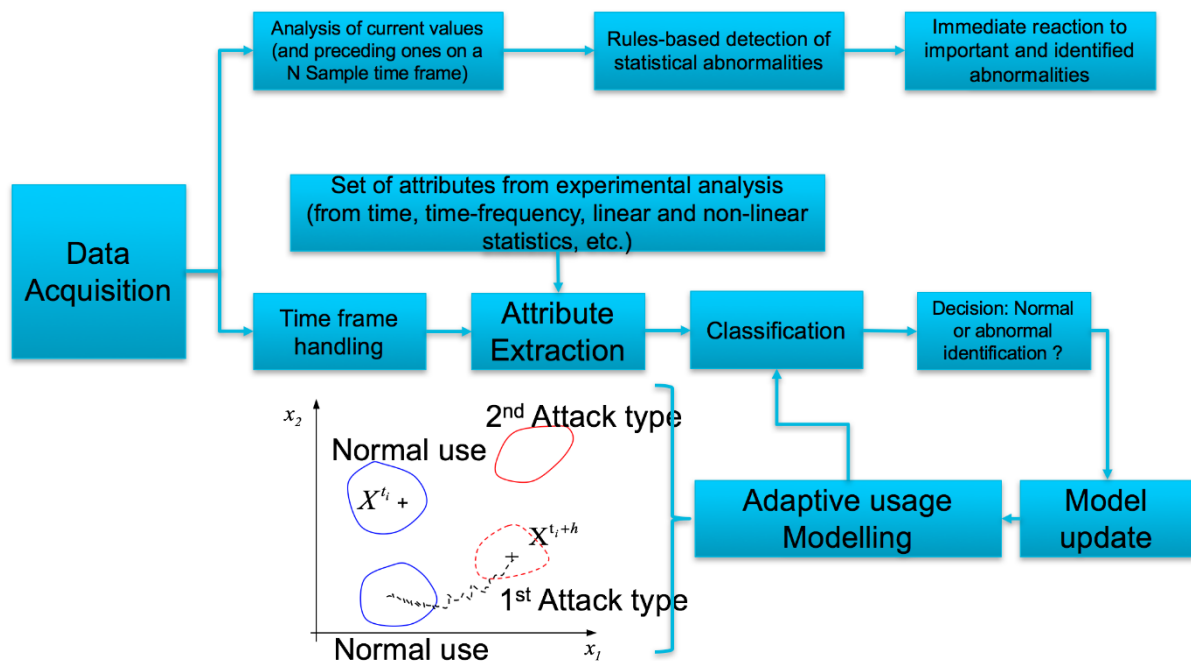 Analysis of current values
(and preceding ones on a
N Sample time frame)
Rules-based detection of
statistical abnormalities
Immediate reaction to
important and identified
abnormalities
Set of attributes from experimental analysis
(from time, time-frequency, linear and non-linear
statistics, etc.)
Data
Acquisition
Time frame
handling
Attribute
Extraction
Classification
Decision: Normal
or abnormal
identification ?
x₂
2nd Attack type
Normal use
X^{t_i} +
X^{t_i+h}
1st Attack type
Normal use
x₁
Adaptive usage
Modelling
Model
update